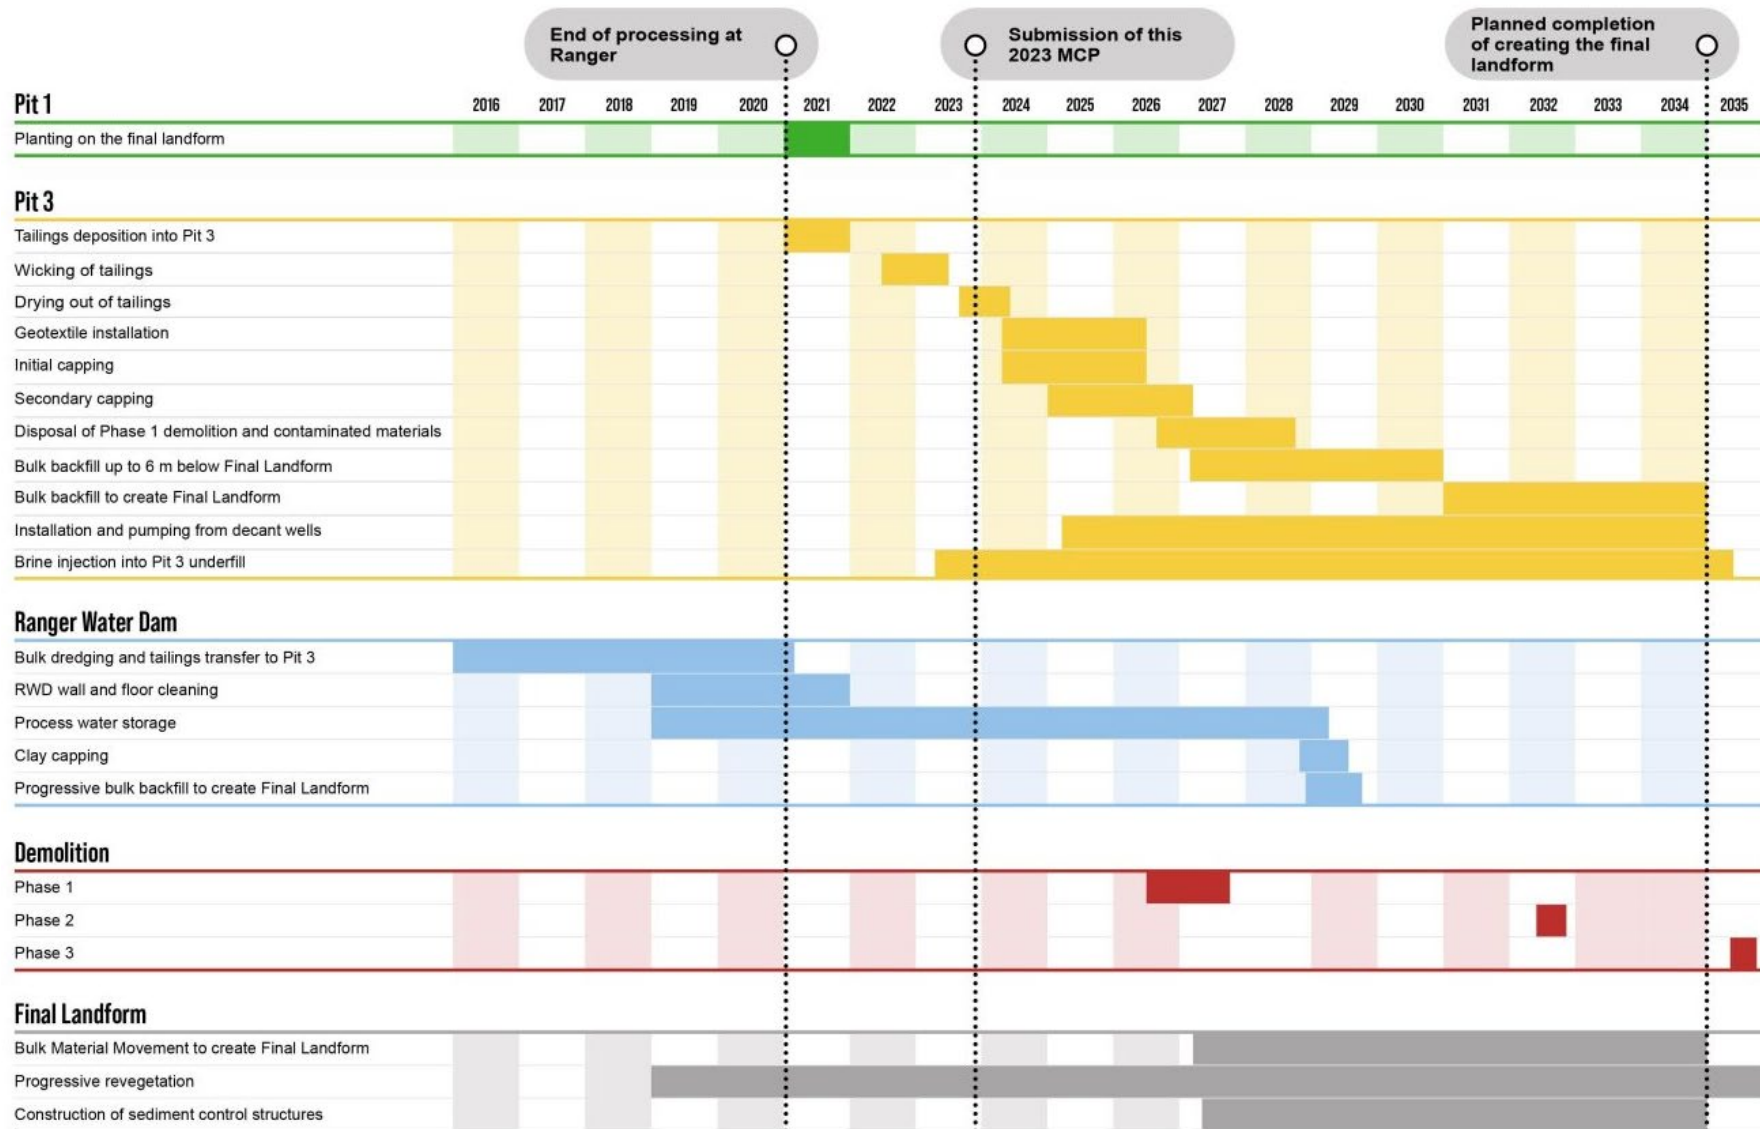 End of processing at
Ranger
Submission of this
2023 MCP
Planned completion
of creating the final
landform
Pit 1
2016 2017 2018 2019 2020 2021 2022 2023 2024 2025 2026 2027 2028 2029 2030 2031 2032 2033 2034 2035
Planting on the final landform
Pit 3
Tailings deposition into Pit 3
Wicking of tailings
Drying out of tailings
Geotextile installation
Initial capping
Secondary capping
Disposal of Phase 1 demolition and contaminated materials
Bulk backfill up to 6 m below Final Landform
Bulk backfill to create Final Landform
Installation and pumping from decant wells
Brine injection into Pit 3 underfill
Ranger Water Dam
Bulk dredging and tailings transfer to Pit 3
RWD wall and floor cleaning
Process water storage
Clay capping
Progressive bulk backfill to create Final Landform
Demolition
Phase 1
Phase 2
Phase 3
Final Landform
Bulk Material Movement to create Final Landform
Progressive revegetation
Construction of sediment control structures